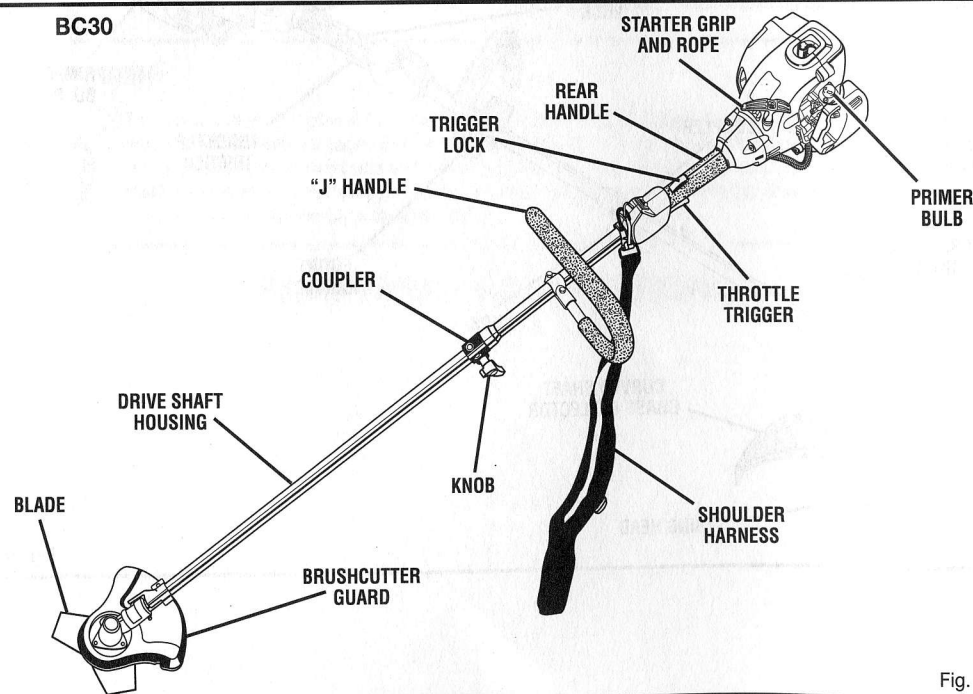 BC30
STARTER GRIP
AND ROPE
REAR
HANDLE
TRIGGER
LOCK
“J” HANDLE
PRIMER
BULB
COUPLER
THROTTLE
TRIGGER
DRIVE SHAFT
HOUSING
KNOB
BLADE
SHOULDER
HARNESS
BRUSHCUTTER
GUARD
Fig.